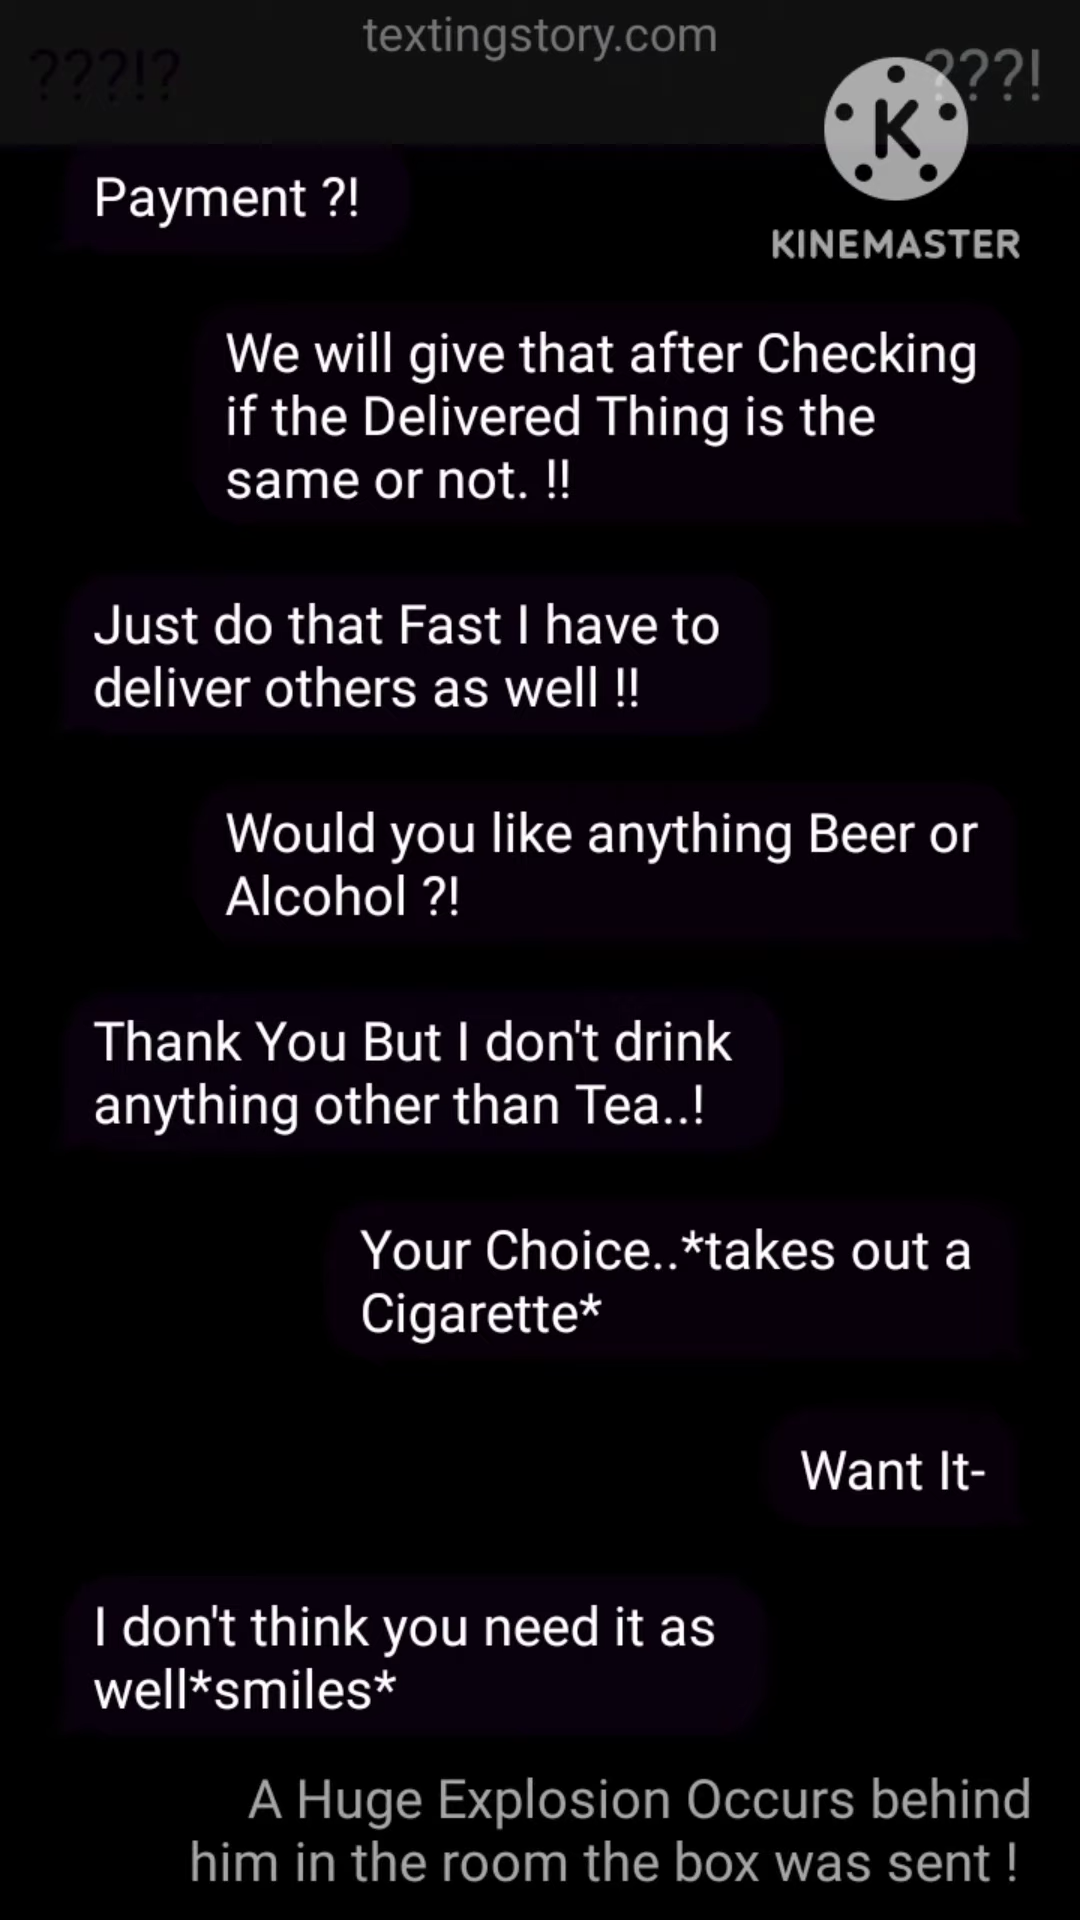 textingstory.com
???!?
???!
K
KINEMASTER
Payment ?!
We will give that after Checking
if the Delivered Thing is the
same or not. !!
Just do that Fast I have to
deliver others as well !!
Would you like anything Beer or
Alcohol ?!
Thank You But I don't drink
anything other than Tea..!
Your Choice..*takes out a
Cigarette*
Want It-
I don't think you need it as
well*smiles*
A Huge Explosion Occurs behind
him in the room the box was sent !